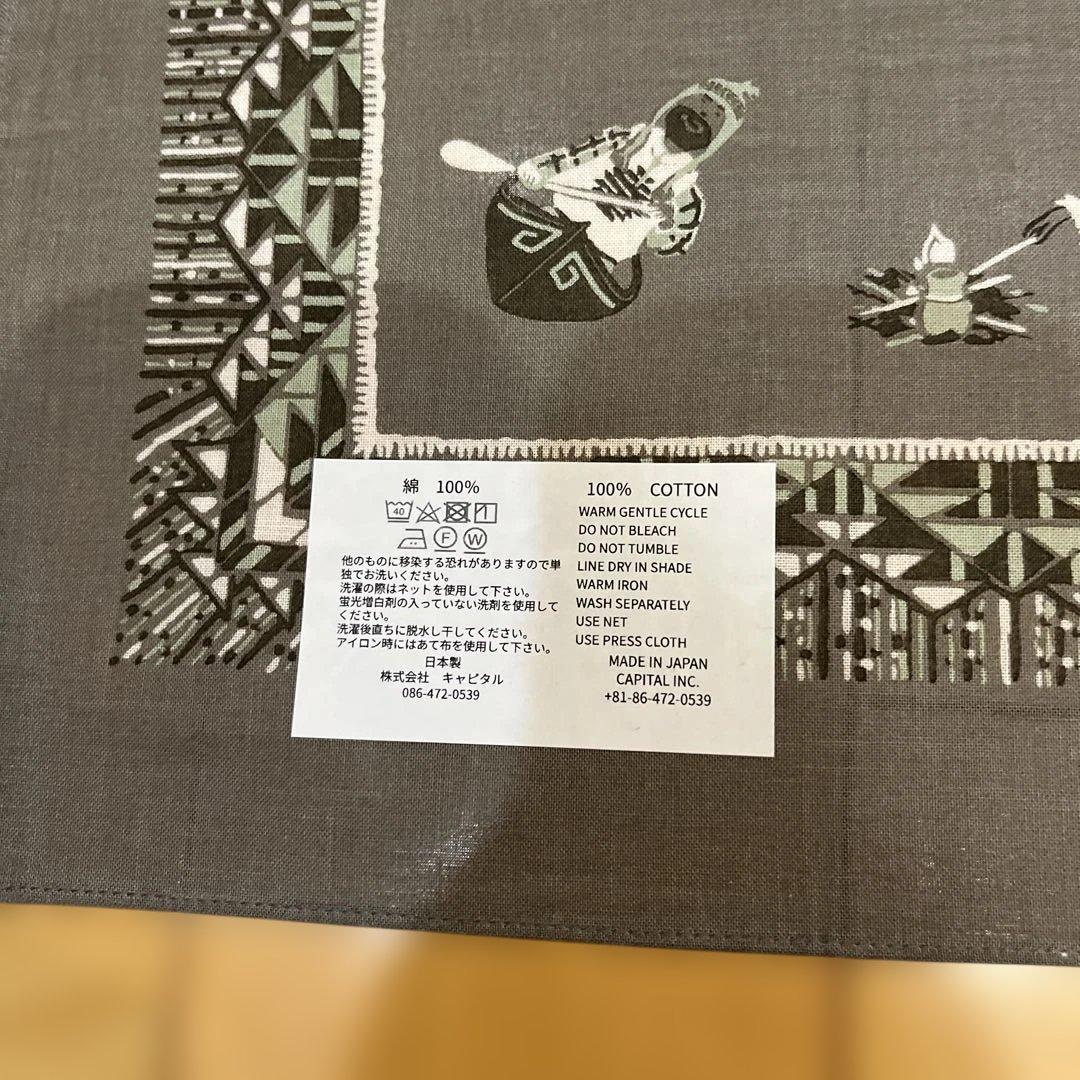 綿 100%
40
F W
他のものに移染する恐れがありますので単
独でお洗いください。
洗濯の際はネットを使用して下さい。
蛍光増白剤の入っていない洗剤を使用して
ください。
洗濯後直ちに脱水し干してください。
アイロン時にはあて布を使用して下さい。
日本製
株式会社 キャピタル
086-472-0539
100% COTTON
WARM GENTLE CYCLE
DO NOT BLEACH
DO NOT TUMBLE
LINE DRY IN SHADE
WARM IRON
WASH SEPARATELY
USE NET
USE PRESS CLOTH
MADE IN JAPAN
CAPITAL INC.
+81-86-472-0539